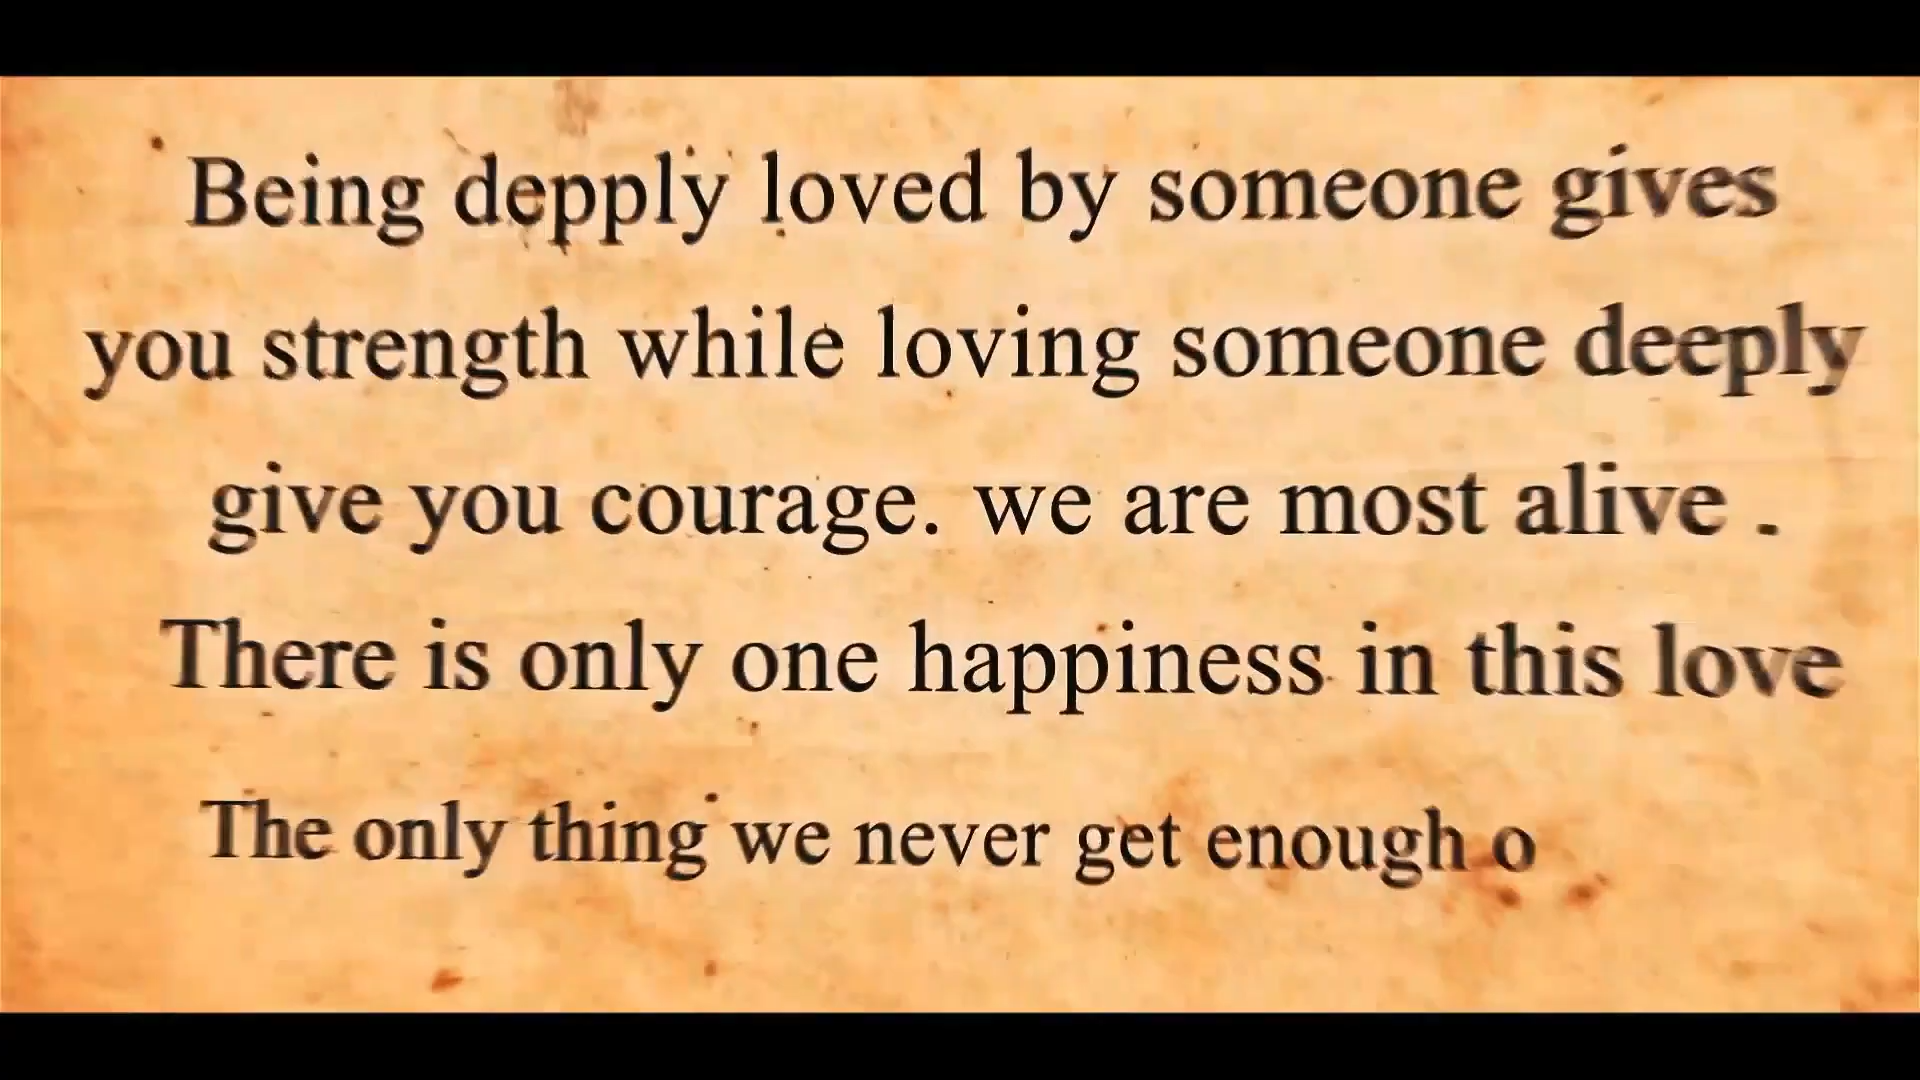 Being depply loved by someone gives
you strength while loving someone deeply
give you courage. we are most alive .
There is only one happiness in this love
The only thing we never get enough o